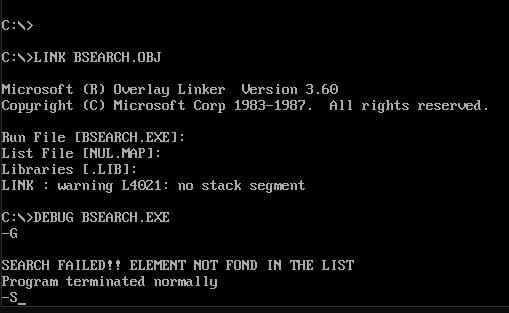 C:\>
C:\>LINK BSEARCH.OBJ
Microsoft (R) Overlay Linker  Version 3.60
Copyright (C) Microsoft Corp 1983-1987.  All rights reserved.
Run File [BSEARCH.EXE]:
List File [NUL.MAP]:
Libraries [.LIB]:
LINK : warning L4021: no stack segment
C:\>DEBUG BSEARCH.EXE
-G
SEARCH FAILED!! ELEMENT NOT FOND IN THE LIST
Program terminated normally
-S_